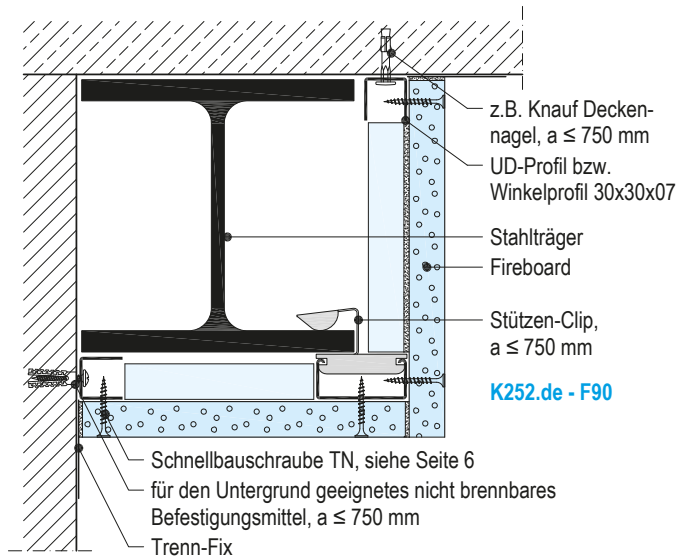 z.B. Knauf Decken-
nagel, a ≤ 750 mm
UD-Profil bzw.
Winkelprofil 30x30x07
Stahlträger
Fireboard
Stützen-Clip,
a ≤ 750 mm
K252.de - F90
Schnellbauschraube TN, siehe Seite 6
für den Untergrund geeignetes nicht brennbares
Befestigungsmittel, a ≤ 750 mm
Trenn-Fix